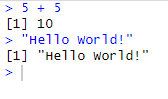 > 5 + 5
[1] 10
> "Hello World!"
[1] "Hello World!"
>